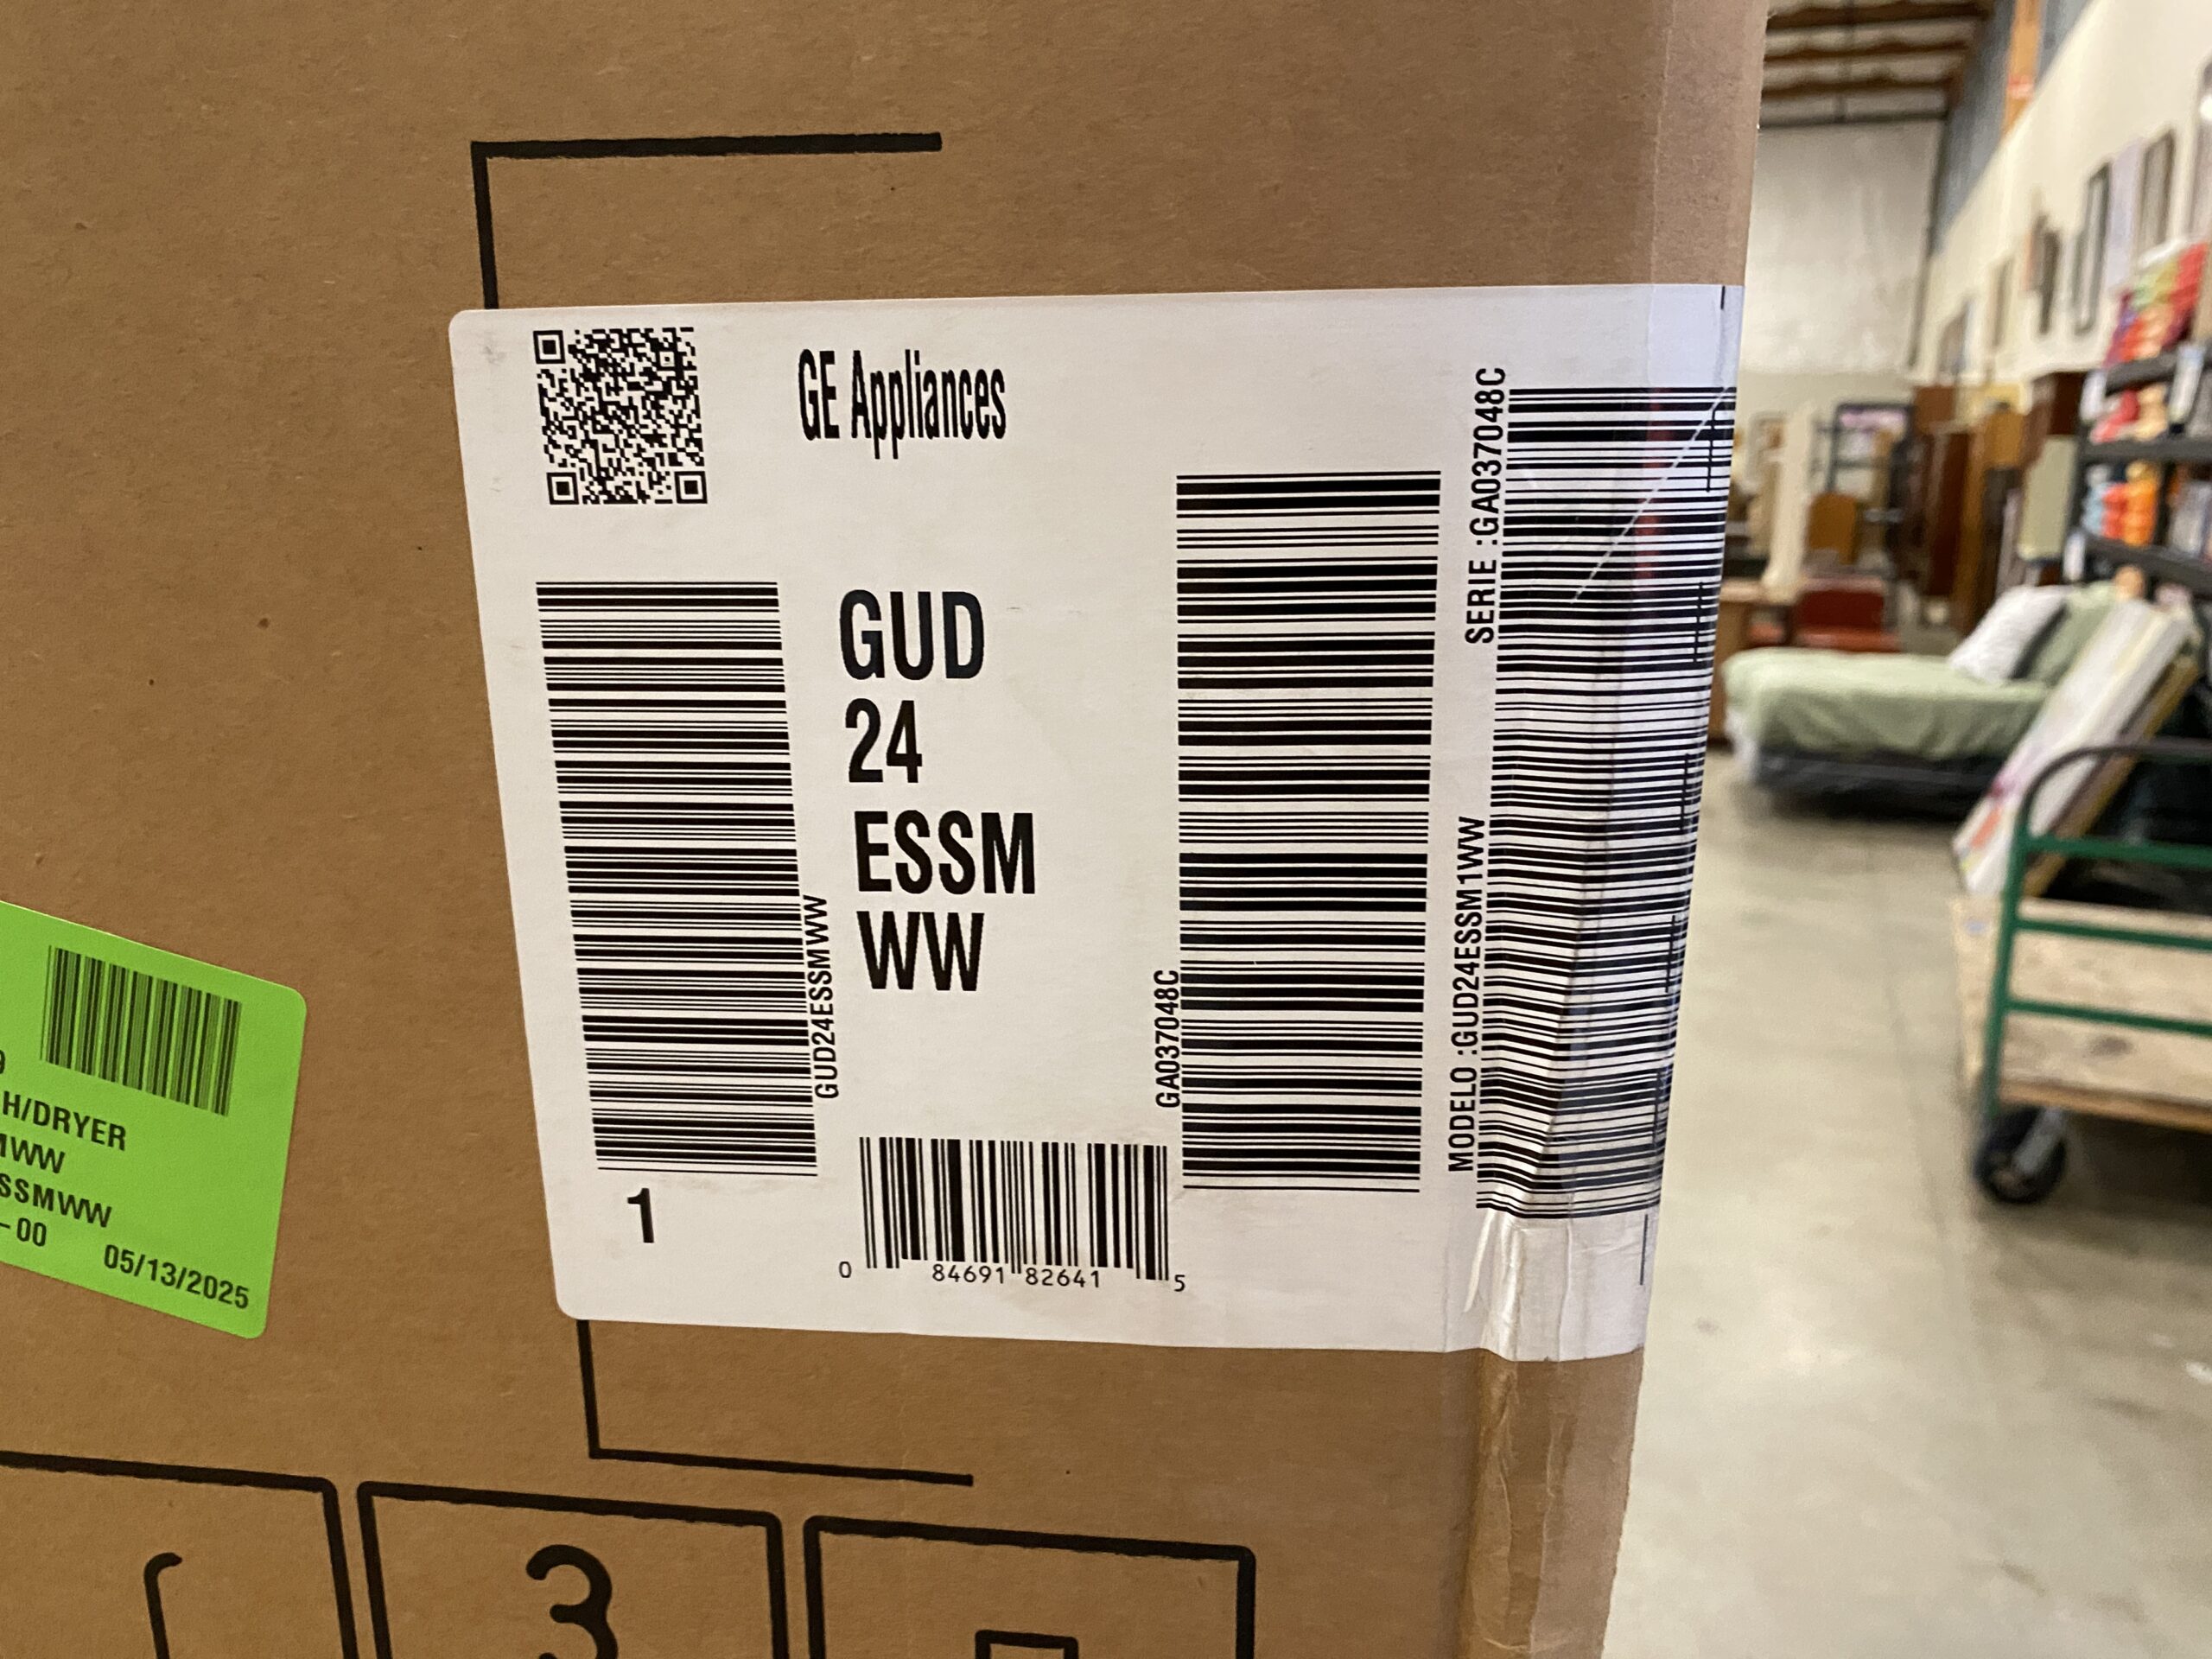 GE Appliances
GUD
24
ESSM
WW
GUD24ESSMWW
GA037048C
SERIE :GA037048C
MODELO :GUD24ESSM1WW
1
0 84691 82641 5
9
H/DRYER
MWW
SSMWW
-00 05/13/2025
3